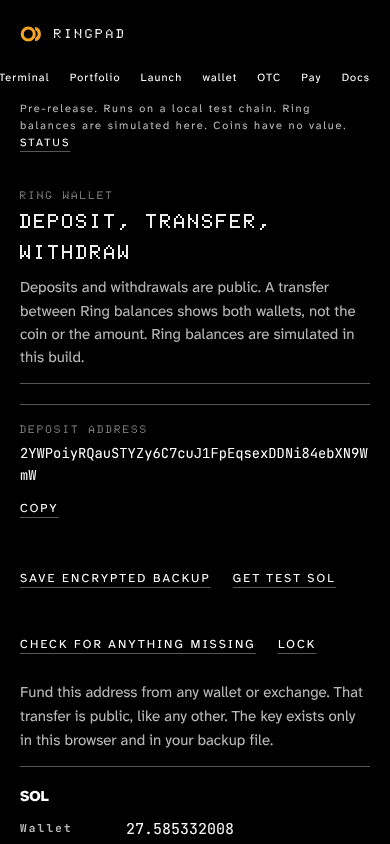 RINGPAD
Terminal Portfolio Launch wallet OTC Pay Docs
Pre-release. Runs on a local test chain. Ring
balances are simulated here. Coins have no value.
STATUS
RING WALLET
DEPOSIT, TRANSFER,
WITHDRAW
Deposits and withdrawals are public. A transfer
between Ring balances shows both wallets, not the
coin or the amount. Ring balances are simulated in
this build.
DEPOSIT ADDRESS
2YWPoiyRQauSTYZy6C7cuJ1FpEqsexDDNi84ebXN9W
mW
COPY
SAVE ENCRYPTED BACKUP GET TEST SOL
CHECK FOR ANYTHING MISSING LOCK
Fund this address from any wallet or exchange. That
transfer is public, like any other. The key exists only
in this browser and in your backup file.
SOL
Wallet 27.585332008